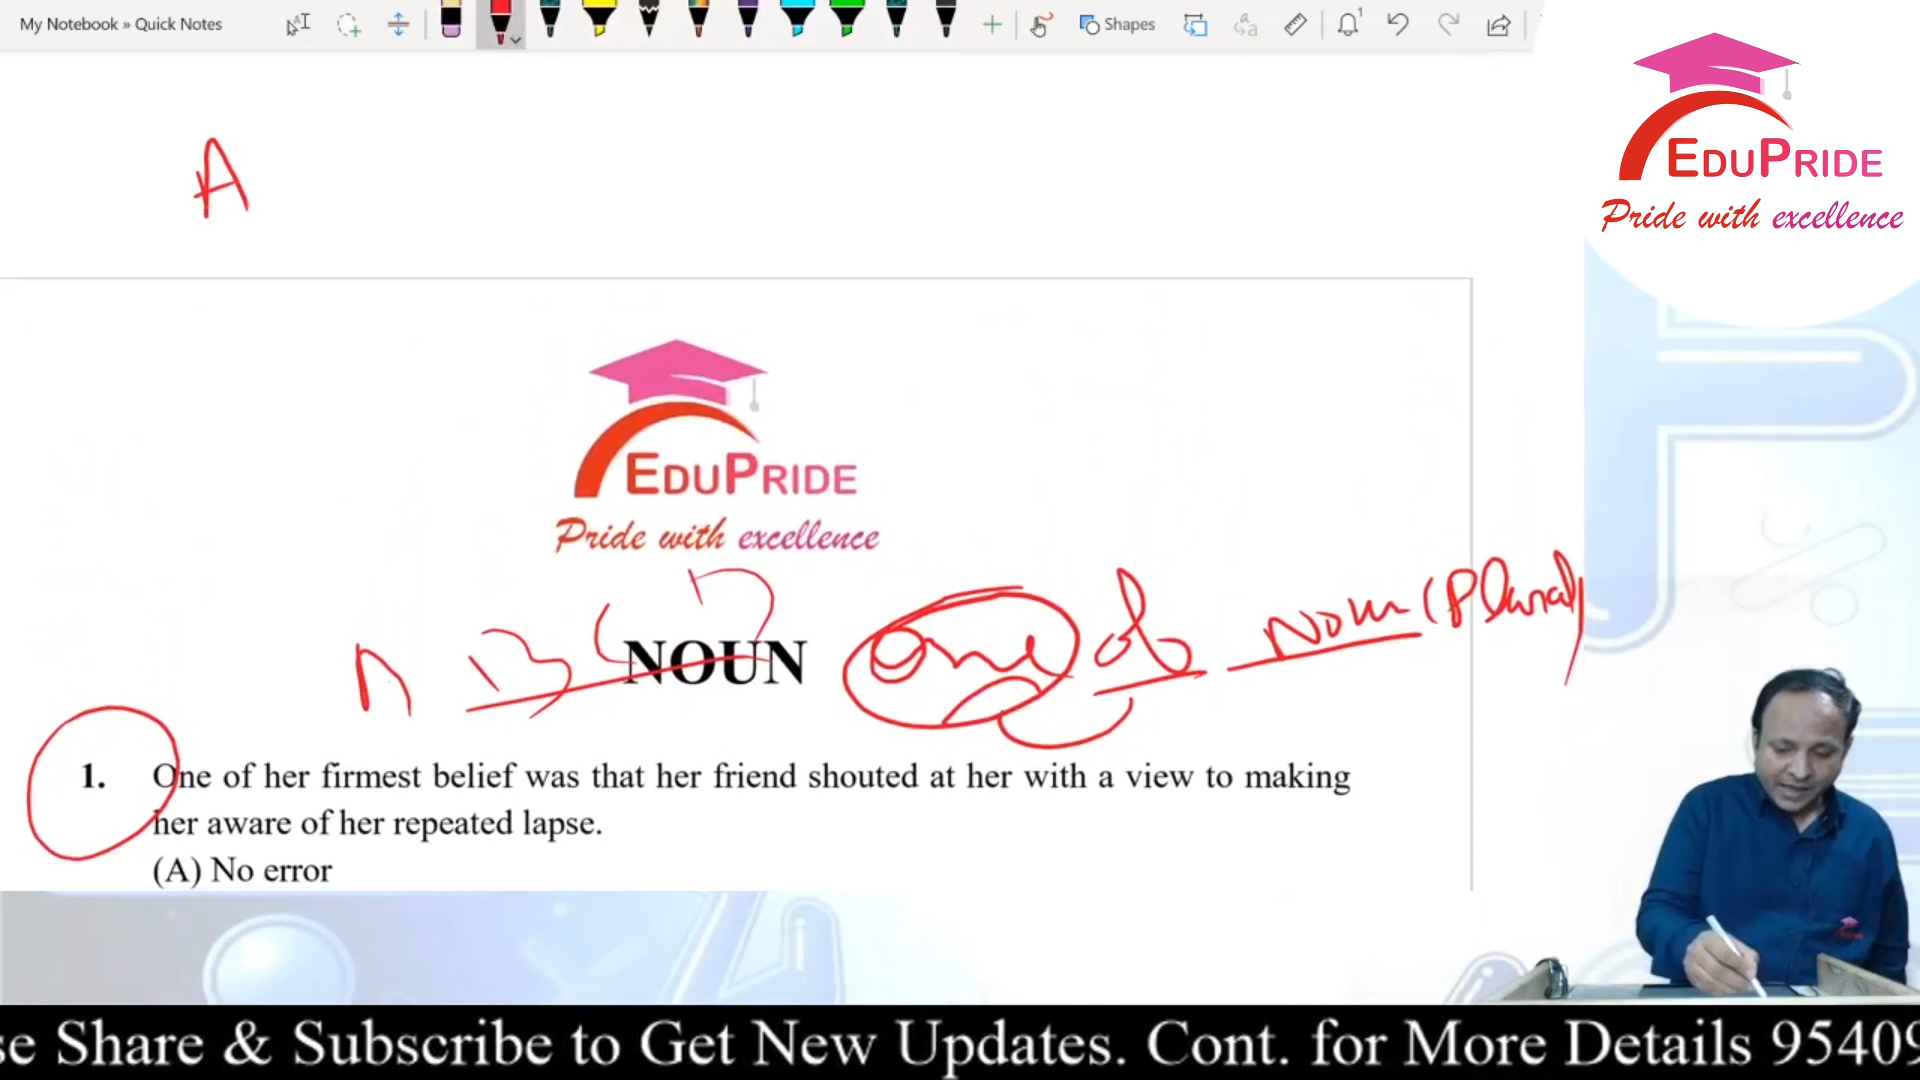 My Notebook » Quick Notes
Shapes
1
A
EDUPRIDE
Pride with excellence
EDUPRIDE
Pride with excellence
A B C D
NOUN
One of Noun (Plural)
1. One of her firmest belief was that her friend shouted at her with a view to making
her aware of her repeated lapse.
(A) No error
se Share & Subscribe to Get New Updates. Cont. for More Details 95409